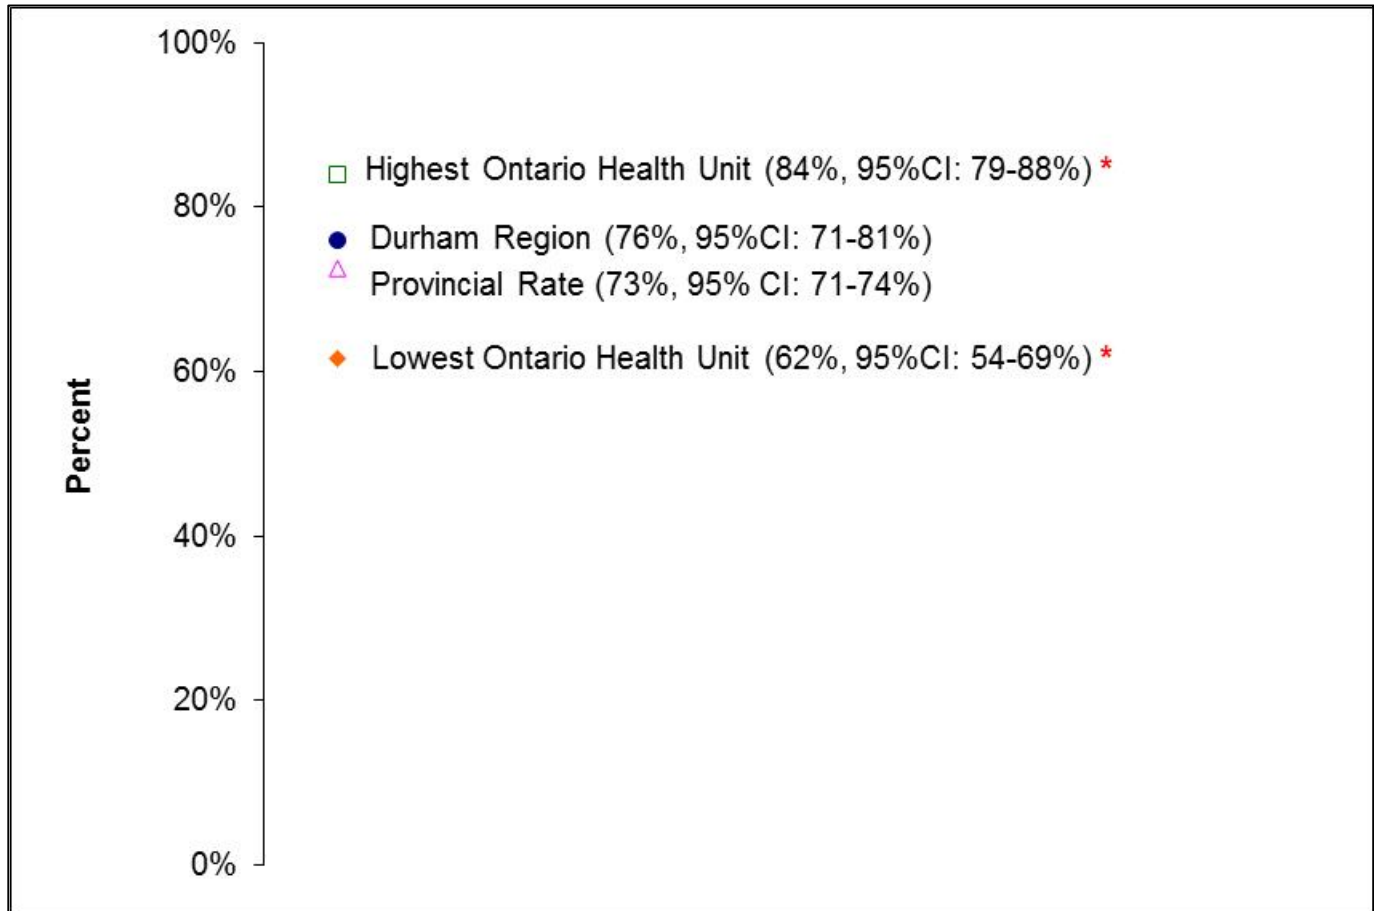 100%
Highest Ontario Health Unit (84%, 95%CI: 79-88%) *
80%
Durham Region (76%, 95%CI: 71-81%)
Provincial Rate (73%, 95% CI: 71-74%)
Lowest Ontario Health Unit (62%, 95%CI: 54-69%) *
60%
Percent
40%
20%
0%